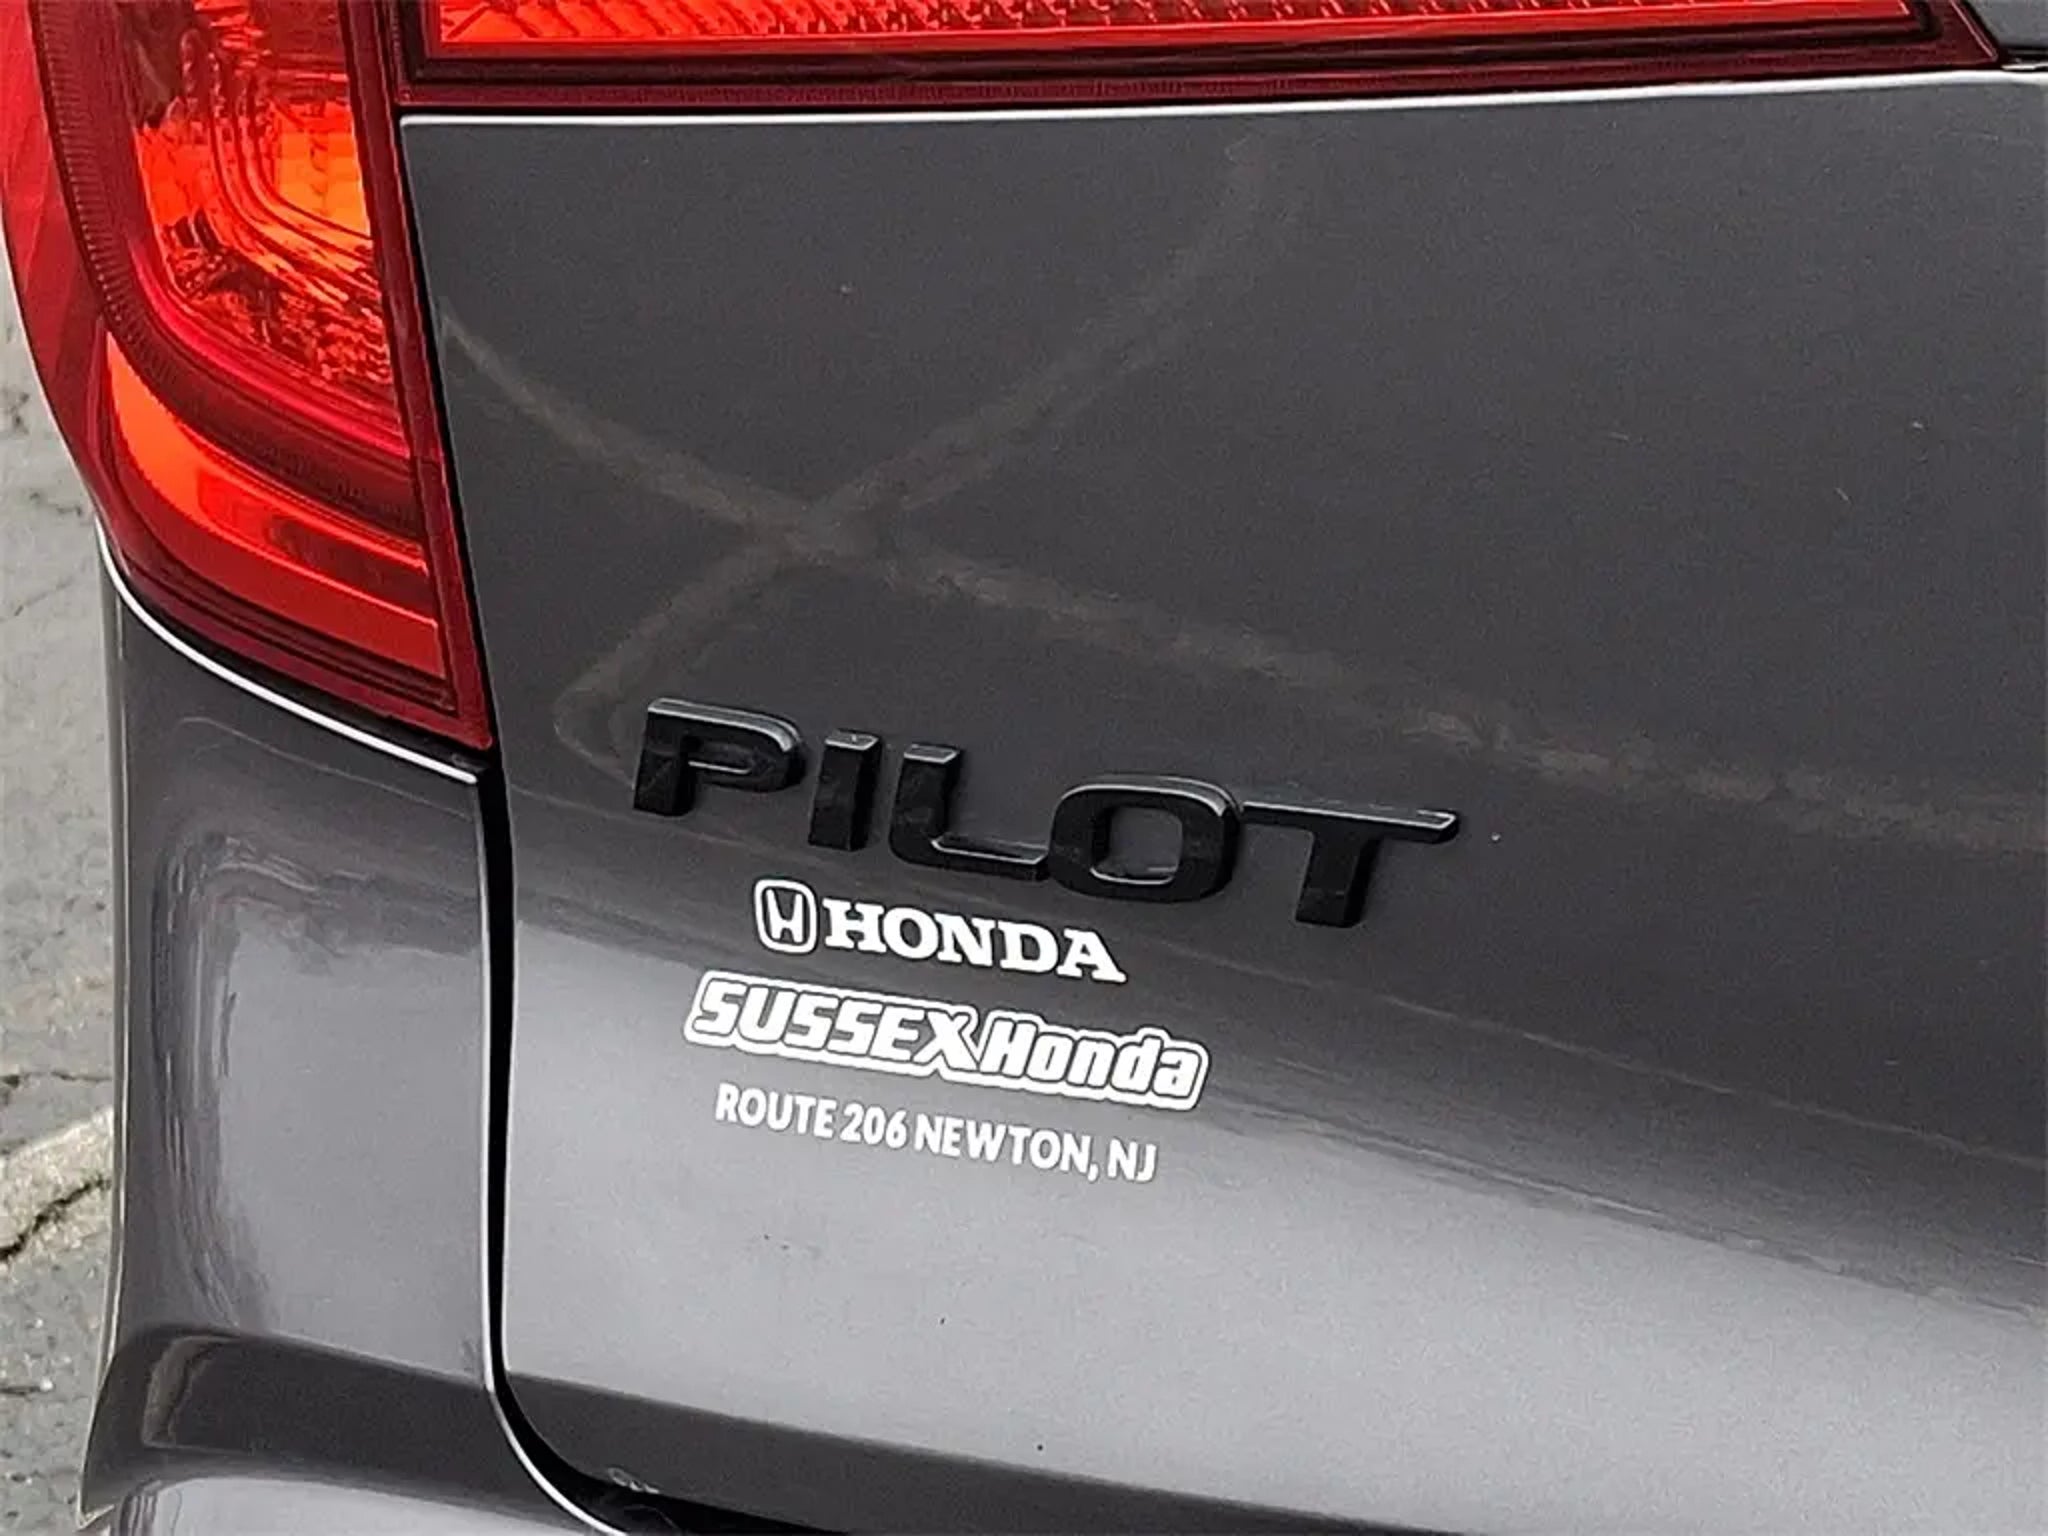 PILOT
HONDA
SUSSEX Honda
ROUTE 206 NEWTON, NJ